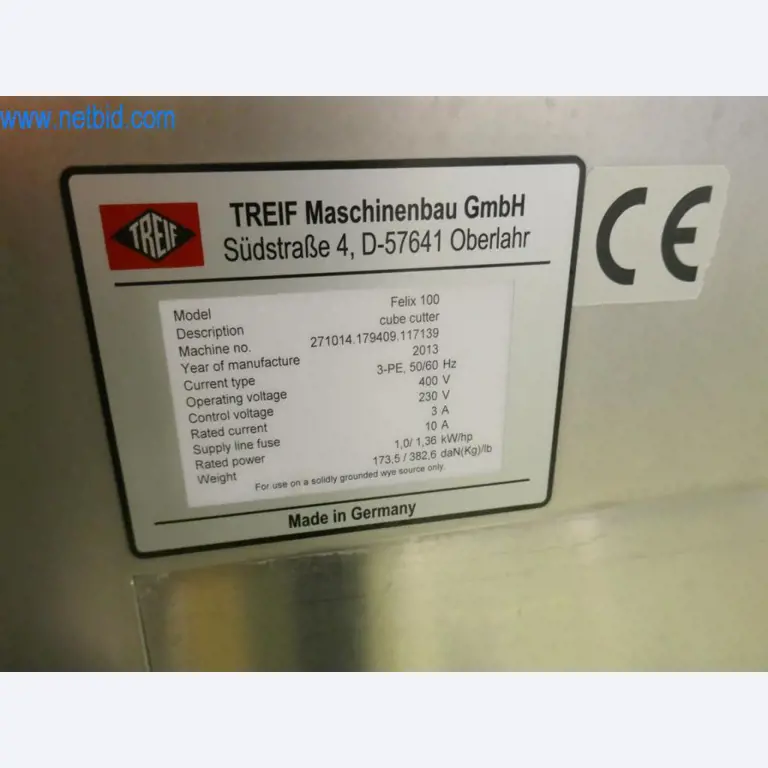 www.netbid.com
TREIF
TREIF Maschinenbau GmbH
Südstraße 4, D-57641 Oberlahr
CE
Model Felix 100
Description cube cutter
Machine no. 271014.179409.117139
Year of manufacture 2013
Current type 3-PE, 50/60 Hz
Operating voltage 400 V
Control voltage 230 V
Rated current 3 A
Supply line fuse 10 A
Rated power 1,0/ 1,36 kW/hp
Weight 173,5 / 382,6 daN(Kg)/lb
For use on a solidly grounded wye source only.
Made in Germany